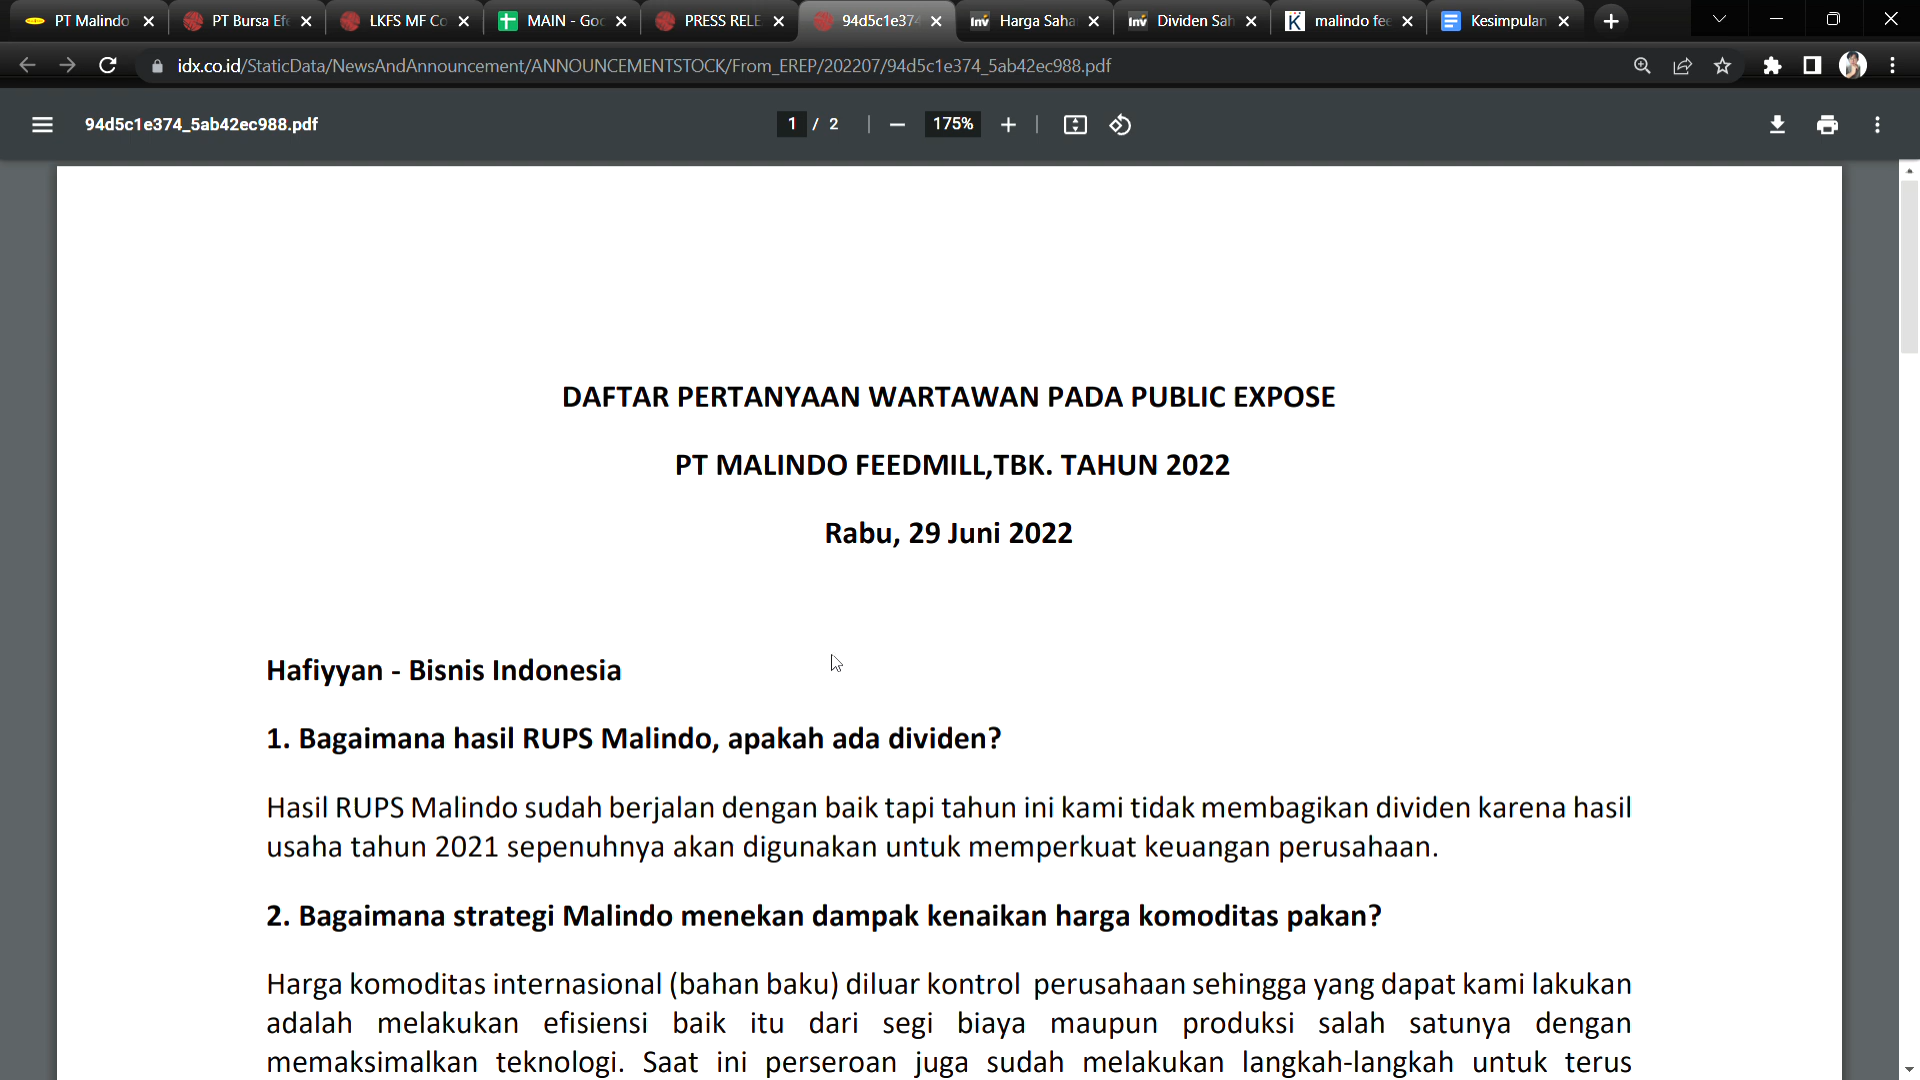 PT Malindo
PT Bursa Efe
LKFS MF Co
MAIN - Goo
PRESS RELE
94d5c1e374
Harga Saha
Dividen Sah
malindo fee
Kesimpulan
idx.co.id/StaticData/NewsAndAnnouncement/ANNOUNCEMENTSTOCK/From_EREP/202207/94d5c1e374_5ab42ec988.pdf
94d5c1e374_5ab42ec988.pdf
1 / 2
175%
DAFTAR PERTANYAAN WARTAWAN PADA PUBLIC EXPOSE
PT MALINDO FEEDMILL,TBK. TAHUN 2022
Rabu, 29 Juni 2022
Hafiyyan - Bisnis Indonesia
1. Bagaimana hasil RUPS Malindo, apakah ada dividen?
Hasil RUPS Malindo sudah berjalan dengan baik tapi tahun ini kami tidak membagikan dividen karena hasil
usaha tahun 2021 sepenuhnya akan digunakan untuk memperkuat keuangan perusahaan.
2. Bagaimana strategi Malindo menekan dampak kenaikan harga komoditas pakan?
Harga komoditas internasional (bahan baku) diluar kontrol perusahaan sehingga yang dapat kami lakukan
adalah melakukan efisiensi baik itu dari segi biaya maupun produksi salah satunya dengan
memaksimalkan teknologi. Saat ini perseroan juga sudah melakukan langkah-langkah untuk terus